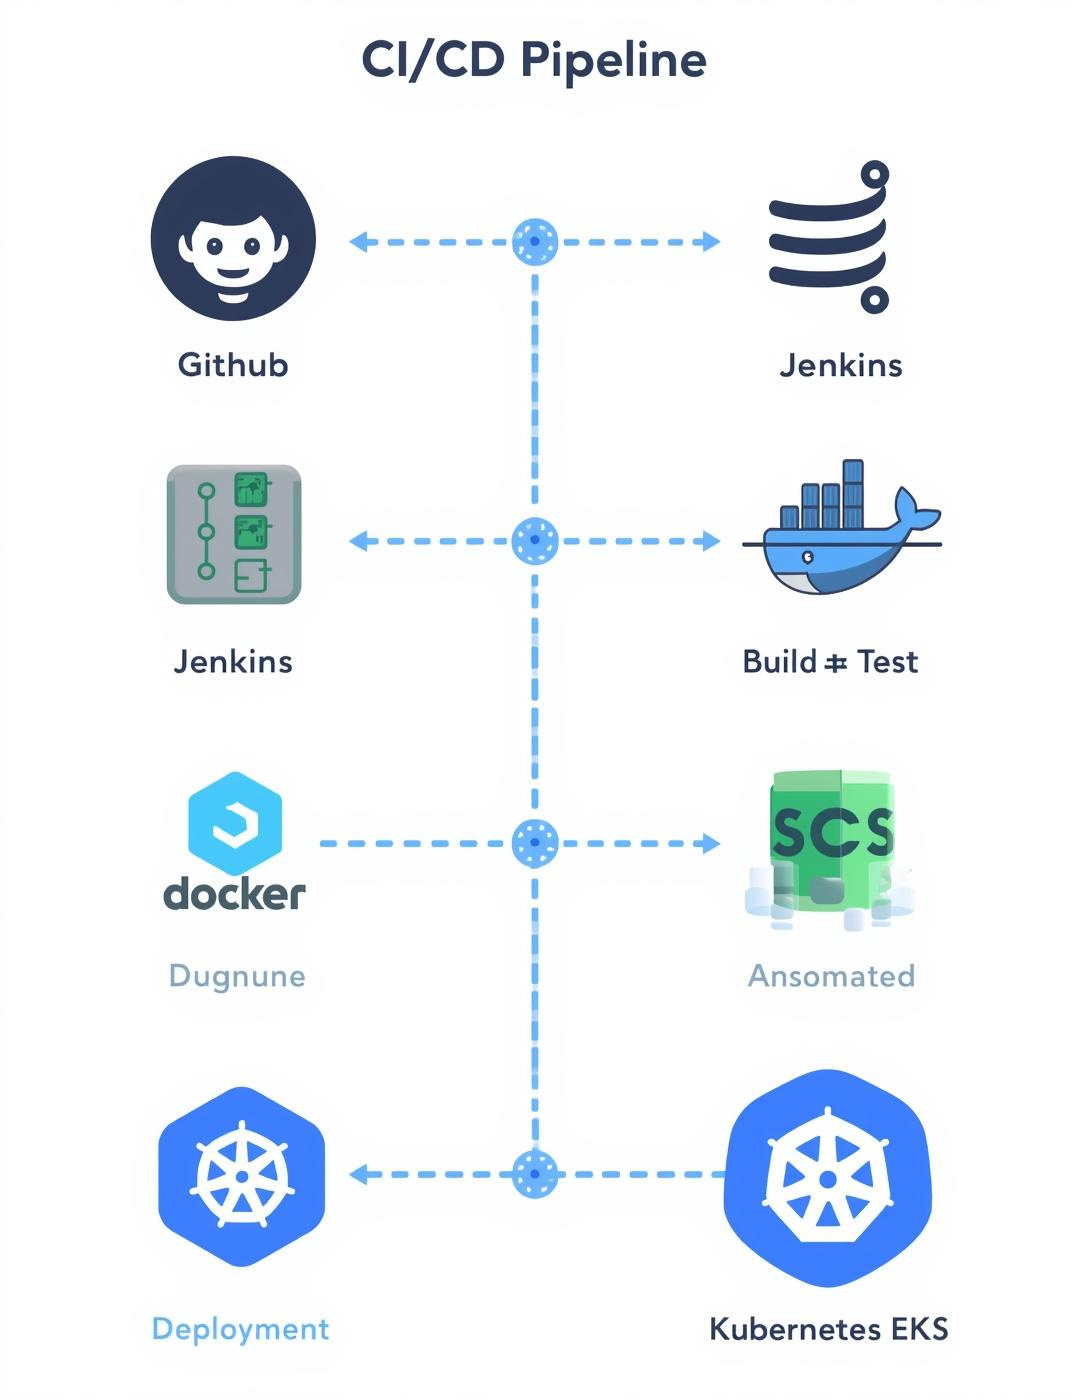 CI/CD Pipeline
Github
Jenkins
Jenkins
Build # Test
docker
SCS
Dugnune
Ansomated
Deployment
Kubernetes EKS